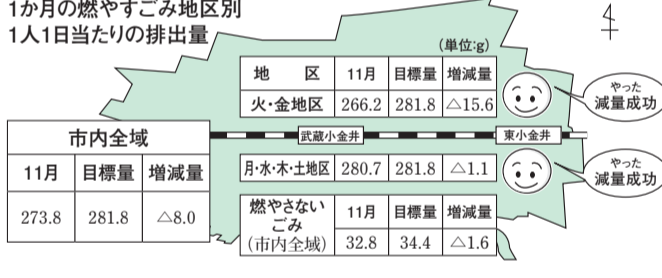 1か月の燃やすごみ地区別
1人1日当たりの排出量
(単位:g)
地 区 11月 目標量 増減量
火・金地区 266.2 281.8 △15.6
やった
減量成功
武蔵小金井 東小金井
市内全域
11月 目標量 増減量
273.8 281.8 △8.0
月・水・木・土地区 280.7 281.8 △1.1
やった
減量成功
燃やさない
ごみ
(市内全域)
11月 目標量 増減量
32.8 34.4 △1.6